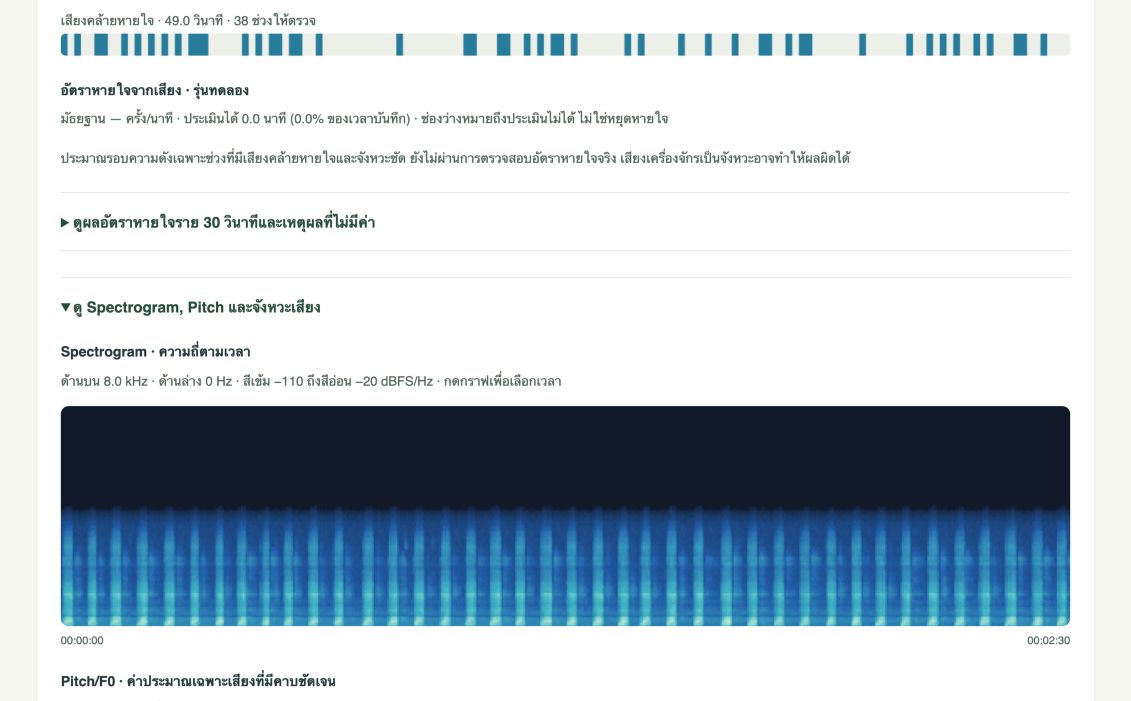 เสียงคล้ายหายใจ · 49.0 วินาที · 38 ช่วงให้ตรวจ
อัตราหายใจจากเสียง · รุ่นทดลอง
มัธยฐาน — ครั้ง/นาที · ประเมินได้ 0.0 นาที (0.0% ของเวลาบันทึก) · ช่องว่างหมายถึงประเมินไม่ได้ ไม่ใช่หยุดหายใจ
ประมาณรอบความดังเฉพาะช่วงที่มีเสียงคล้ายหายใจและจังหวะชัด ยังไม่ผ่านการตรวจสอบอัตราหายใจจริง เสียงเครื่องจักรเป็นจังหวะอาจทำให้ผลผิดได้
▶ ดูผลอัตราหายใจราย 30 วินาทีและเหตุผลที่ไม่มีค่า
▼ ดู Spectrogram, Pitch และจังหวะเสียง
Spectrogram · ความถี่ตามเวลา
ด้านบน 8.0 kHz · ด้านล่าง 0 Hz · สีเข้ม −110 ถึงสีอ่อน −20 dBFS/Hz · กดกราฟเพื่อเลือกเวลา
00:00:00 00:02:30
Pitch/F0 · ค่าประมาณเฉพาะเสียงที่มีคาบชัดเจน